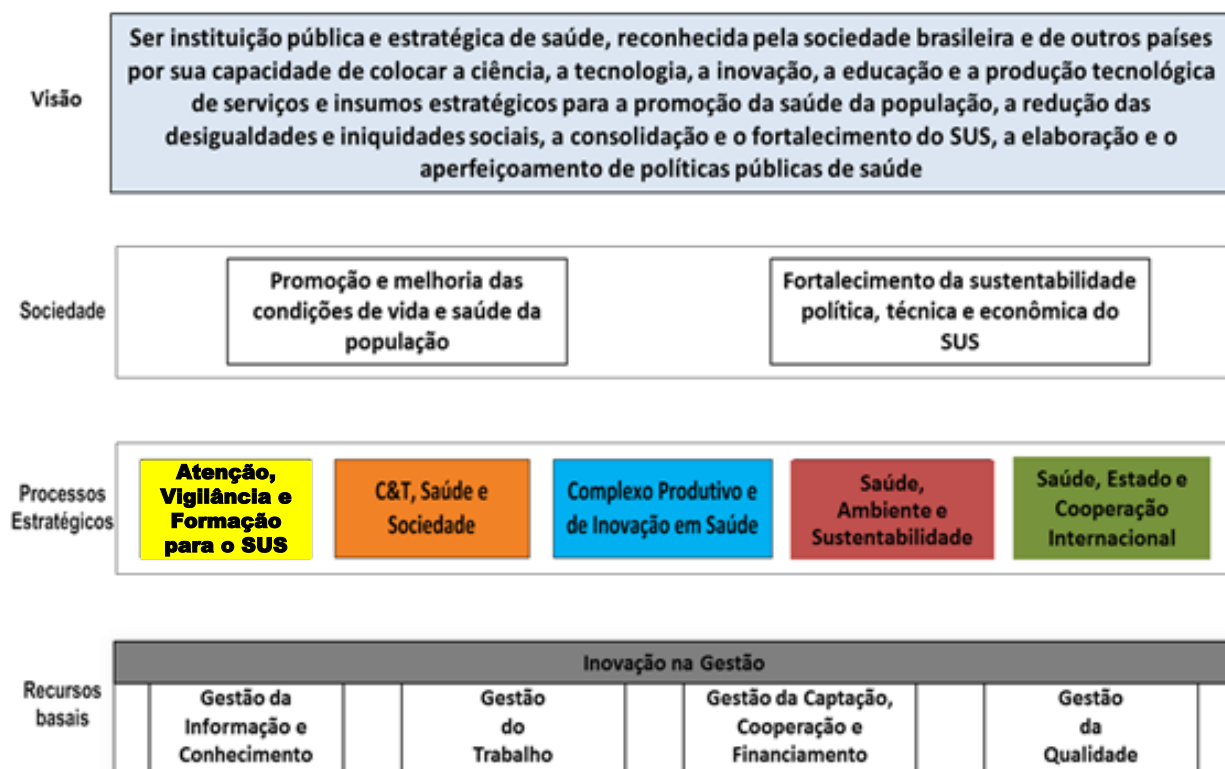 Visão
Ser instituição pública e estratégica de saúde, reconhecida pela sociedade brasileira e de outros países
por sua capacidade de colocar a ciência, a tecnologia, a inovação, a educação e a produção tecnológica
de serviços e insumos estratégicos para a promoção da saúde da população, a redução das
desigualdades e iniquidades sociais, a consolidação e o fortalecimento do SUS, a elaboração e o
aperfeiçoamento de políticas públicas de saúde
Sociedade
Promoção e melhoria das
condições de vida e saúde da
população
Fortalecimento da sustentabilidade
política, técnica e econômica do
SUS
Processos
Estratégicos
Atenção,
Vigilância e
Formação
para o SUS
C&T, Saúde e
Sociedade
Complexo Produtivo e
de Inovação em Saúde
Saúde,
Ambiente e
Sustentabilidade
Saúde, Estado e
Cooperação
Internacional
Recursos
basais
Inovação na Gestão
Gestão da
Informação e
Conhecimento
Gestão
do
Trabalho
Gestão da Captação,
Cooperação e
Financiamento
Gestão
da
Qualidade